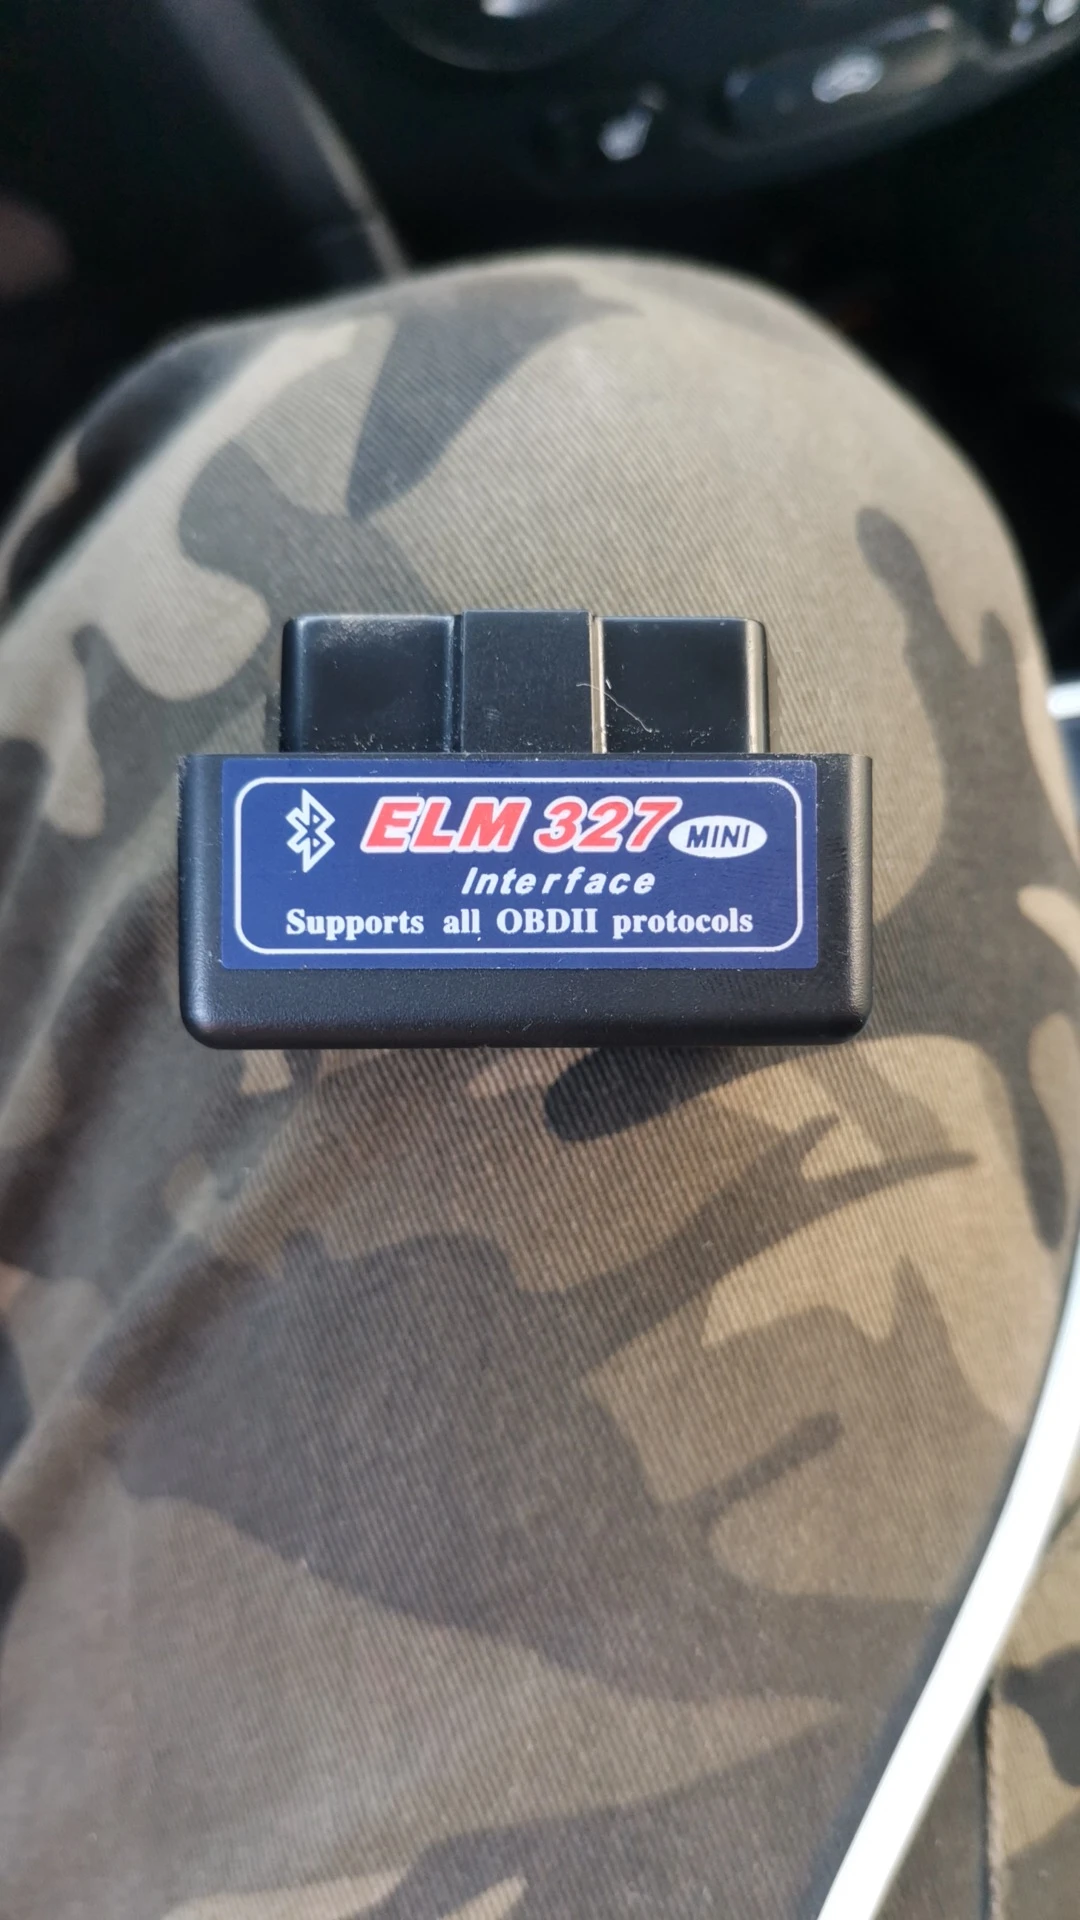 ELM 327 MINI
Interface
Supports all OBDII protocols